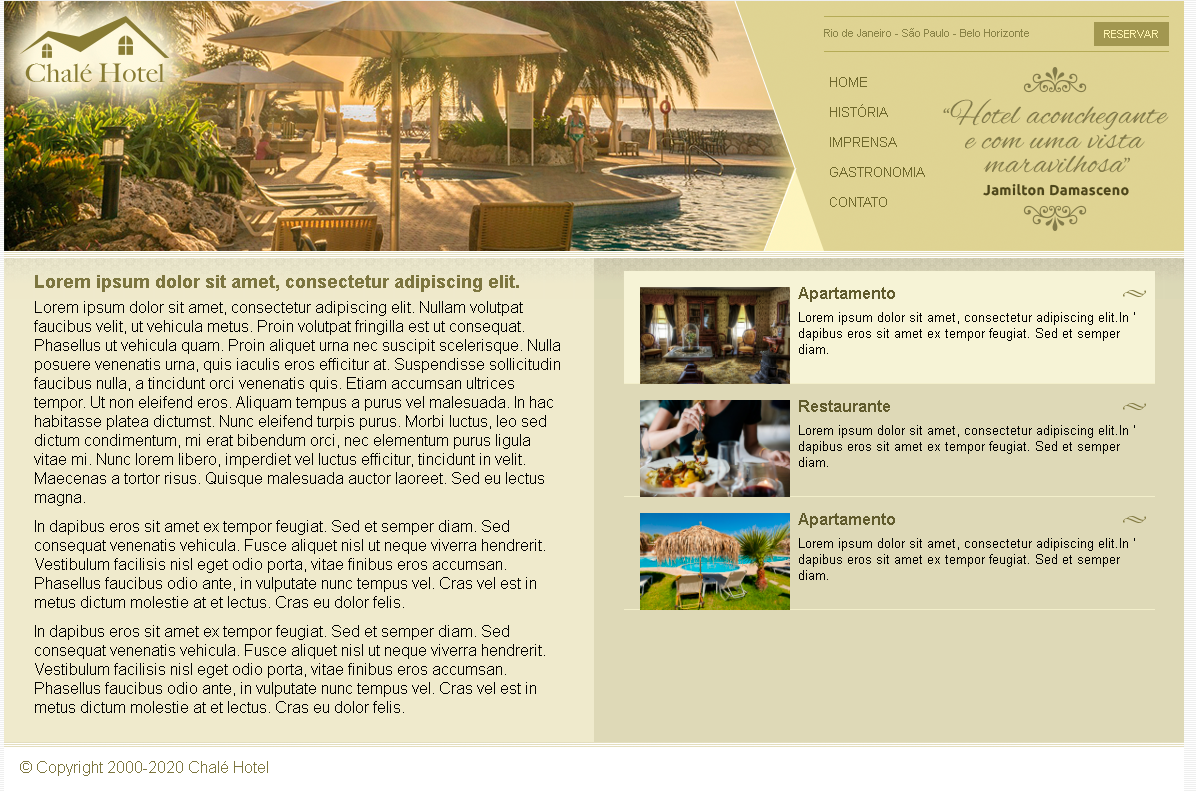 Chalé Hotel
Rio de Janeiro - São Paulo - Belo Horizonte
RESERVAR
HOME
HISTÓRIA
IMPRENSA
GASTRONOMIA
CONTATO
“Hotel aconchegante
e com uma vista
maravilhosa”
Jamilton Damasceno
Lorem ipsum dolor sit amet, consectetur adipiscing elit.
Lorem ipsum dolor sit amet, consectetur adipiscing elit. Nullam volutpat
faucibus velit, ut vehicula metus. Proin volutpat fringilla est ut consequat.
Phasellus ut vehicula quam. Proin aliquet urna nec suscipit scelerisque. Nulla
posuere venenatis urna, quis iaculis eros efficitur at. Suspendisse sollicitudin
faucibus nulla, a tincidunt orci venenatis quis. Etiam accumsan ultrices
tempor. Ut non eleifend eros. Aliquam tempus a purus vel malesuada. In hac
habitasse platea dictumst. Nunc eleifend turpis purus. Morbi luctus, leo sed
dictum condimentum, mi erat bibendum orci, nec elementum purus ligula
vitae mi. Nunc lorem libero, imperdiet vel luctus efficitur, tincidunt in velit.
Maecenas a tortor risus. Quisque malesuada auctor laoreet. Sed eu lectus
magna.
In dapibus eros sit amet ex tempor feugiat. Sed et semper diam. Sed
consequat venenatis vehicula. Fusce aliquet nisl ut neque viverra hendrerit.
Vestibulum facilisis nisl eget odio porta, vitae finibus eros accumsan.
Phasellus faucibus odio ante, in vulputate nunc tempus vel. Cras vel est in
metus dictum molestie at et lectus. Cras eu dolor felis.
In dapibus eros sit amet ex tempor feugiat. Sed et semper diam. Sed
consequat venenatis vehicula. Fusce aliquet nisl ut neque viverra hendrerit.
Vestibulum facilisis nisl eget odio porta, vitae finibus eros accumsan.
Phasellus faucibus odio ante, in vulputate nunc tempus vel. Cras vel est in
metus dictum molestie at et lectus. Cras eu dolor felis.
Apartamento
Lorem ipsum dolor sit amet, consectetur adipiscing elit.In '
dapibus eros sit amet ex tempor feugiat. Sed et semper
diam.
Restaurante
Lorem ipsum dolor sit amet, consectetur adipiscing elit.In '
dapibus eros sit amet ex tempor feugiat. Sed et semper
diam.
Apartamento
Lorem ipsum dolor sit amet, consectetur adipiscing elit.In '
dapibus eros sit amet ex tempor feugiat. Sed et semper
diam.
© Copyright 2000-2020 Chalé Hotel